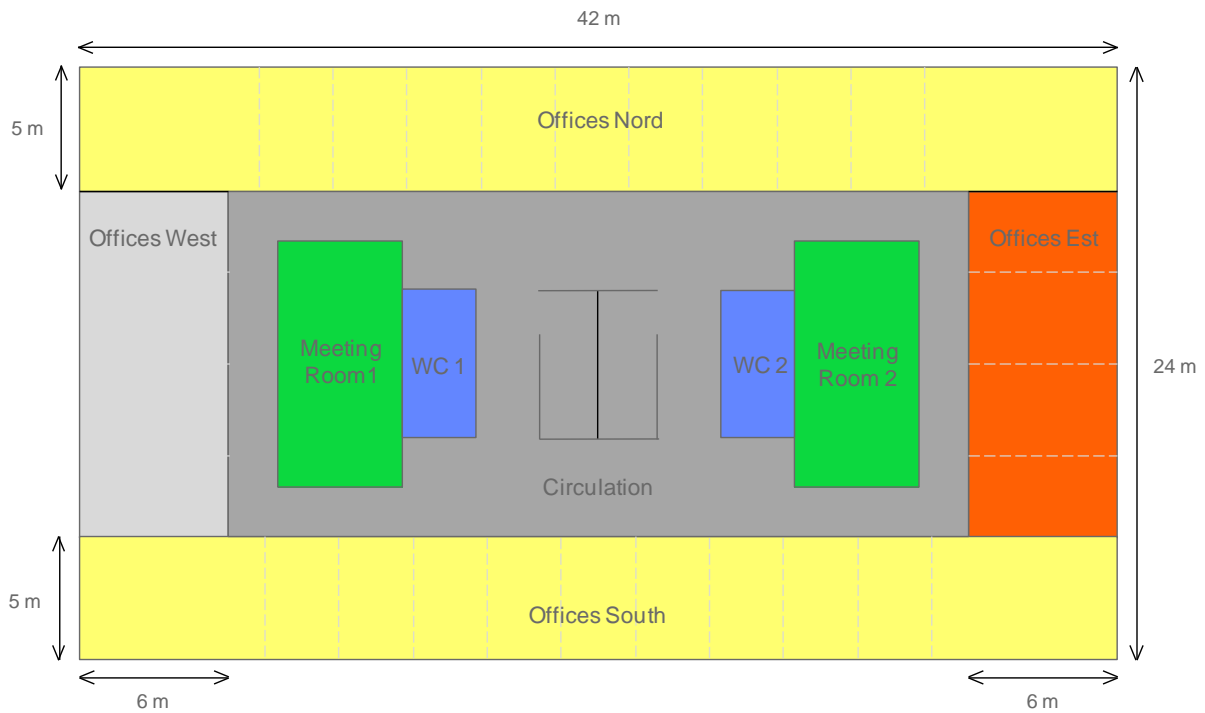 42 m
5 m
Offices Nord
Offices West
Offices Est
Meeting
Room1
WC 1
WC 2
Meeting
Room 2
24 m
Circulation
5 m
Offices South
6 m
6 m